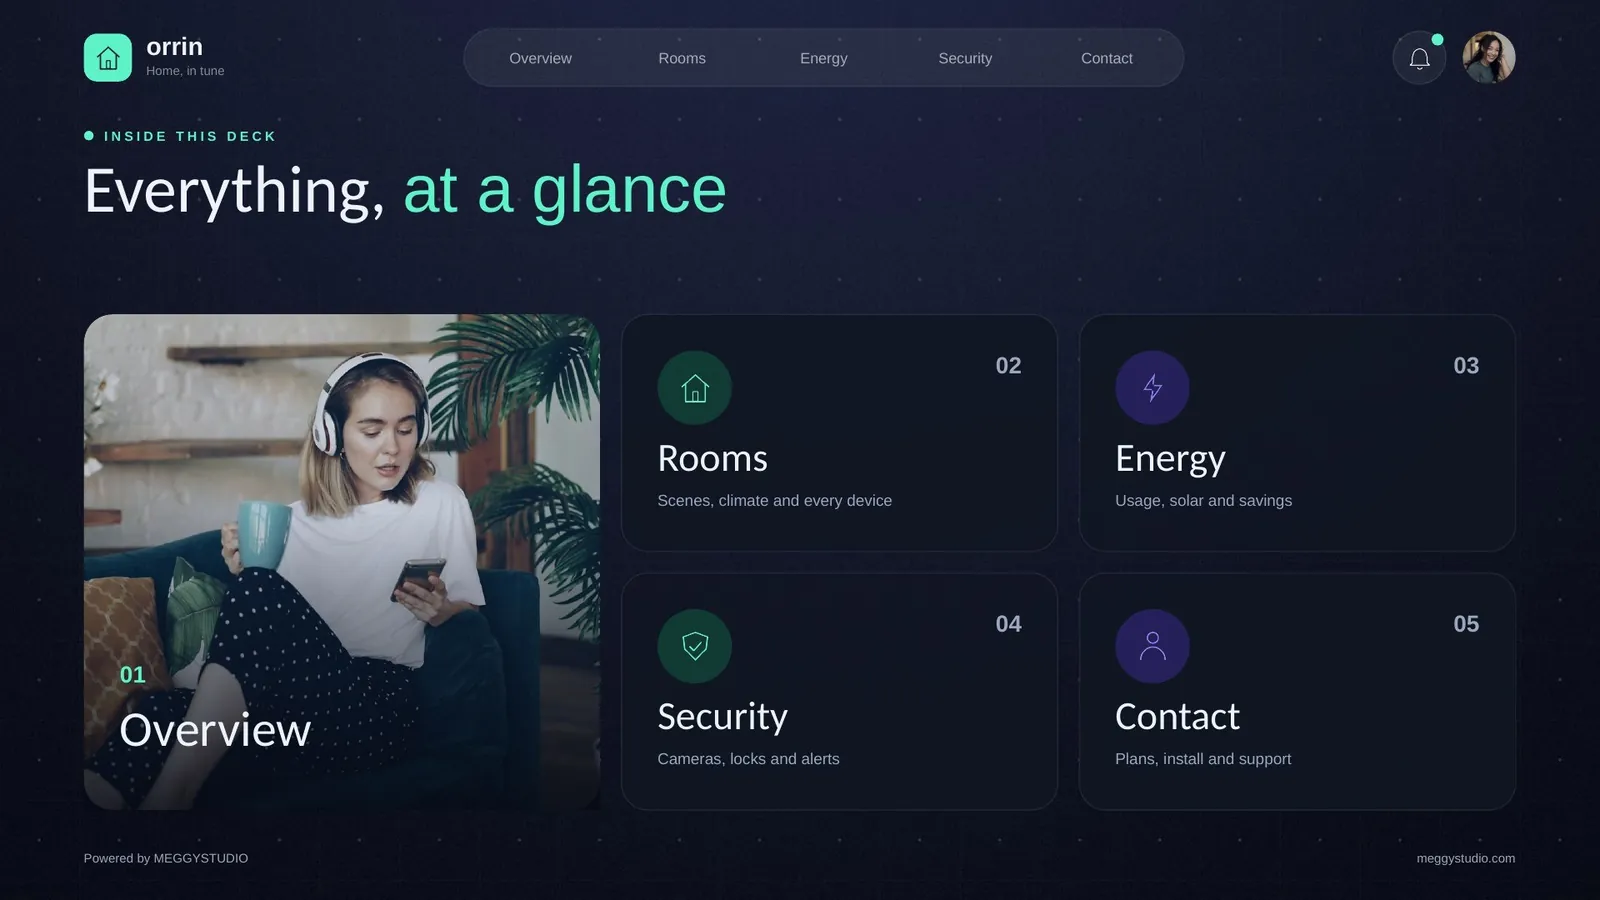 orrin
Home, in tune
Overview
Rooms
Energy
Security
Contact
INSIDE THIS DECK
Everything, at a glance
01
Overview
02
Rooms
Scenes, climate and every device
03
Energy
Usage, solar and savings
04
Security
Cameras, locks and alerts
05
Contact
Plans, install and support
Powered by MEGGYSTUDIO
meggystudio.com